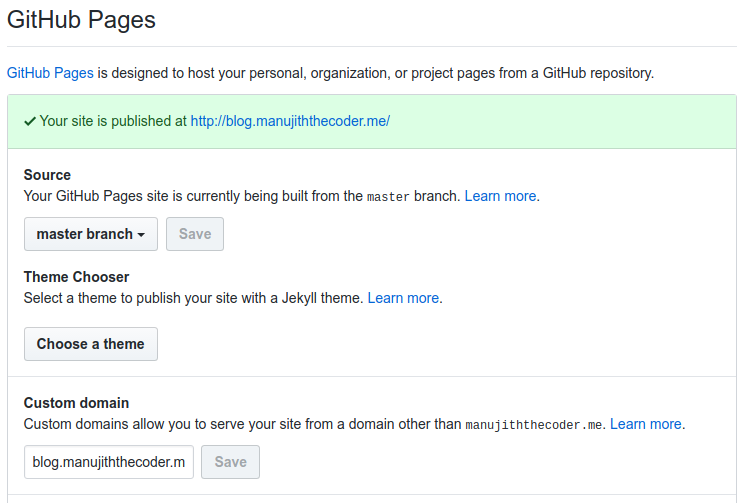 GitHub Pages
GitHub Pages is designed to host your personal, organization, or project pages from a GitHub repository.
Your site is published at http://blog.manujiththecoder.me/
Source
Your GitHub Pages site is currently being built from the master branch. Learn more.
master branch Save
Theme Chooser
Select a theme to publish your site with a Jekyll theme. Learn more.
Choose a theme
Custom domain
Custom domains allow you to serve your site from a domain other than manujiththecoder.me. Learn more.
blog.manujiththecoder.m Save